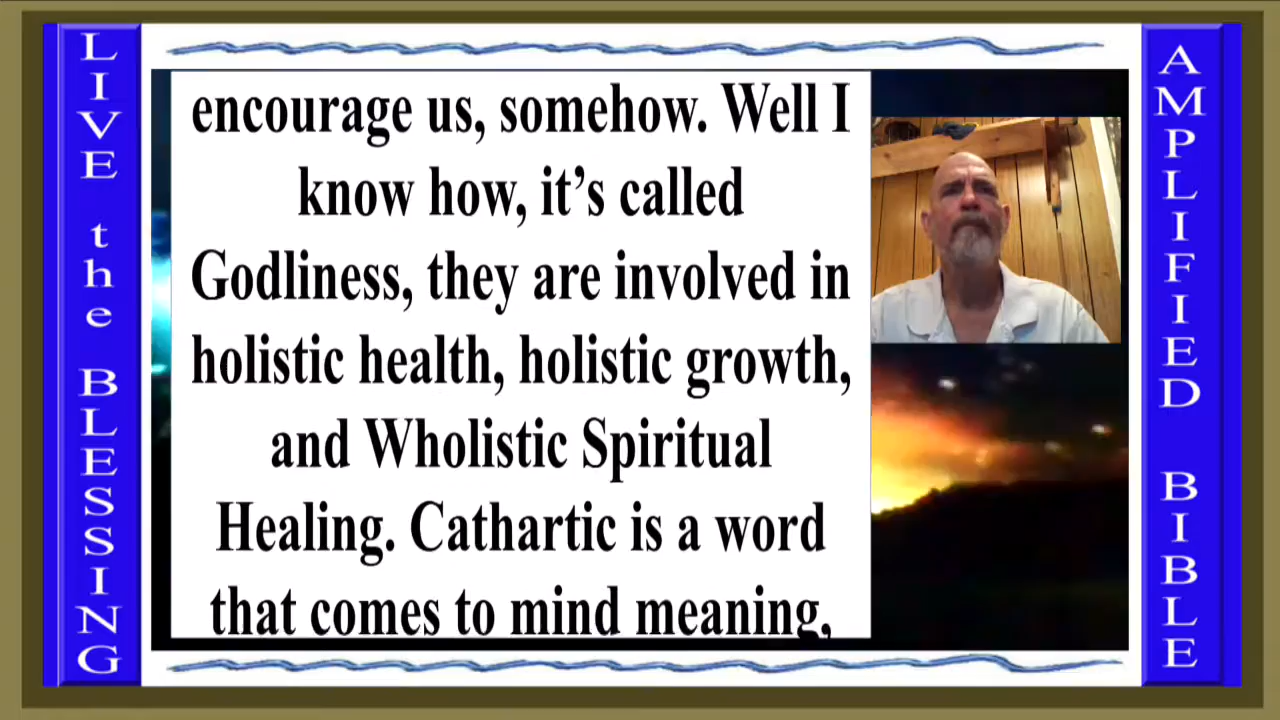 LIVE the BLESSING
encourage us, somehow. Well I
know how, it’s called
Godliness, they are involved in
holistic health, holistic growth,
and Wholistic Spiritual
Healing. Cathartic is a word
that comes to mind meaning,
AMPLIFIED BIBLE